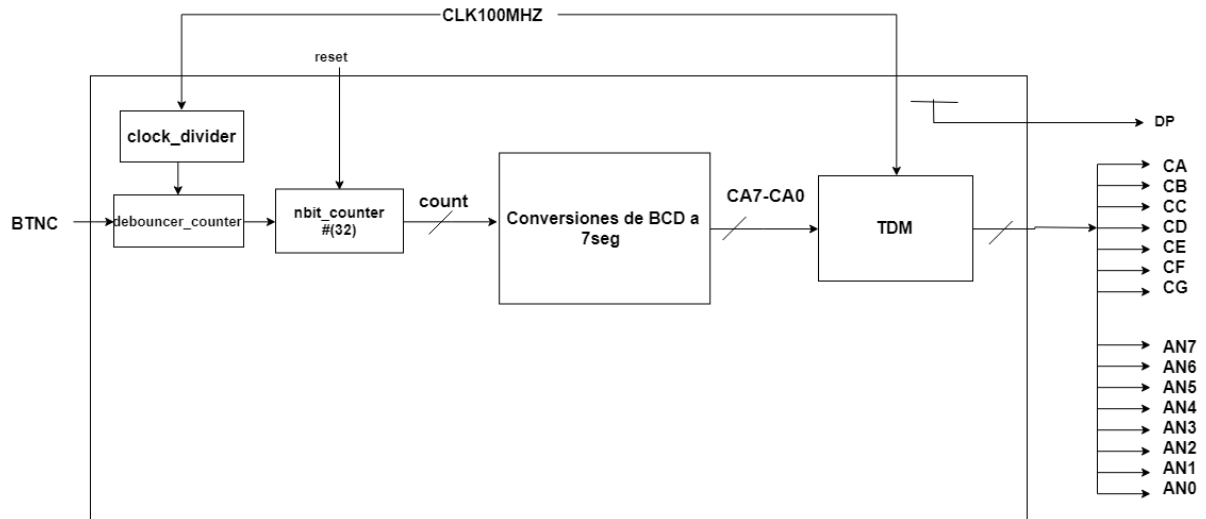 CLK100MHZ
reset
clock_divider
debouncer_counter
BTNC
nbit_counter
#(32)
count
Conversiones de BCD a
7seg
CA7-CA0
TDM
DP
CA
CB
CC
CD
CE
CF
CG
AN7
AN6
AN5
AN4
AN3
AN2
AN1
AN0